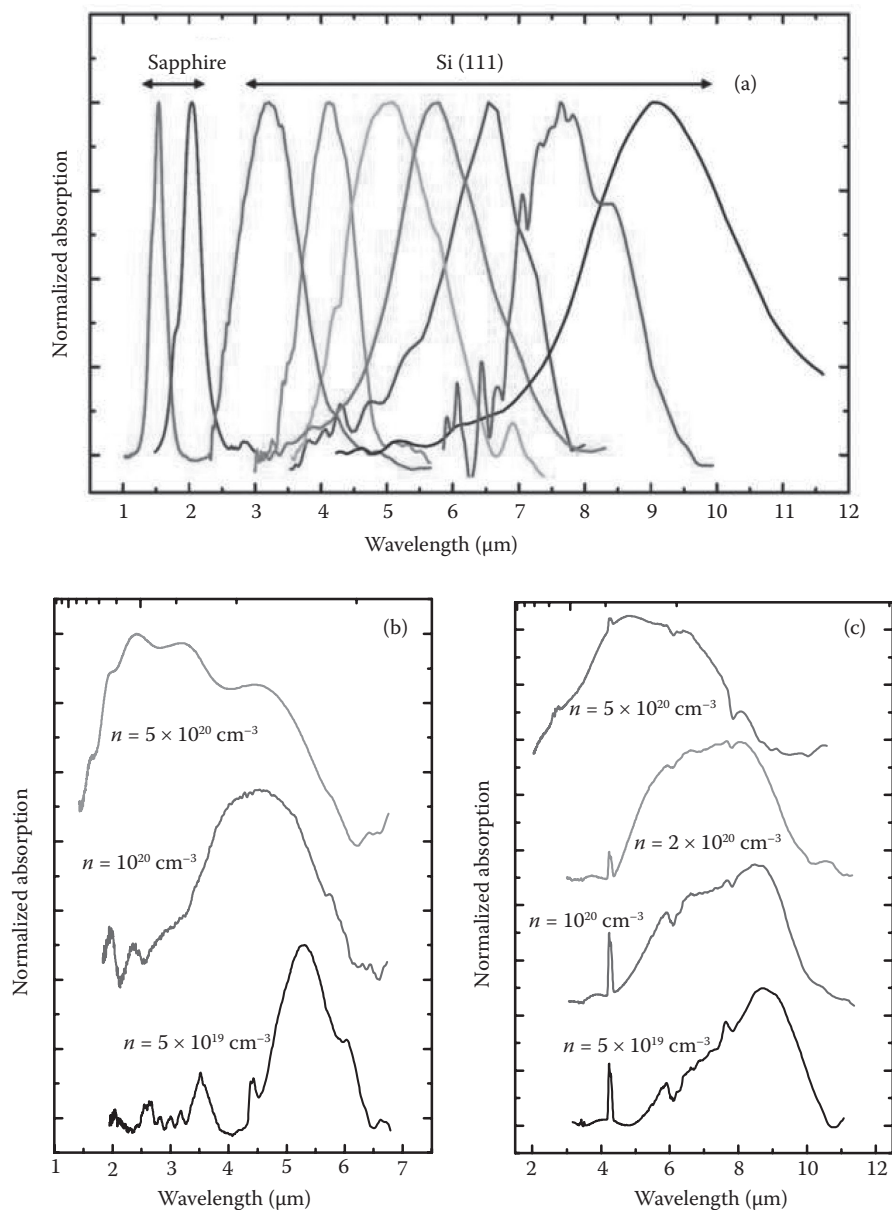 Sapphire
Si (111)
(a)
Normalized absorption
1 2 3 4 5 6 7 8 9 10 11 12
Wavelength (μm)
(b)
n = 5 × 10²⁰ cm⁻³
n = 10²⁰ cm⁻³
n = 5 × 10¹⁹ cm⁻³
Normalized absorption
1 2 3 4 5 6 7
Wavelength (μm)
(c)
n = 5 × 10²⁰ cm⁻³
n = 2 × 10²⁰ cm⁻³
n = 10²⁰ cm⁻³
n = 5 × 10¹⁹ cm⁻³
Normalized absorption
2 4 6 8 10 12
Wavelength (μm)